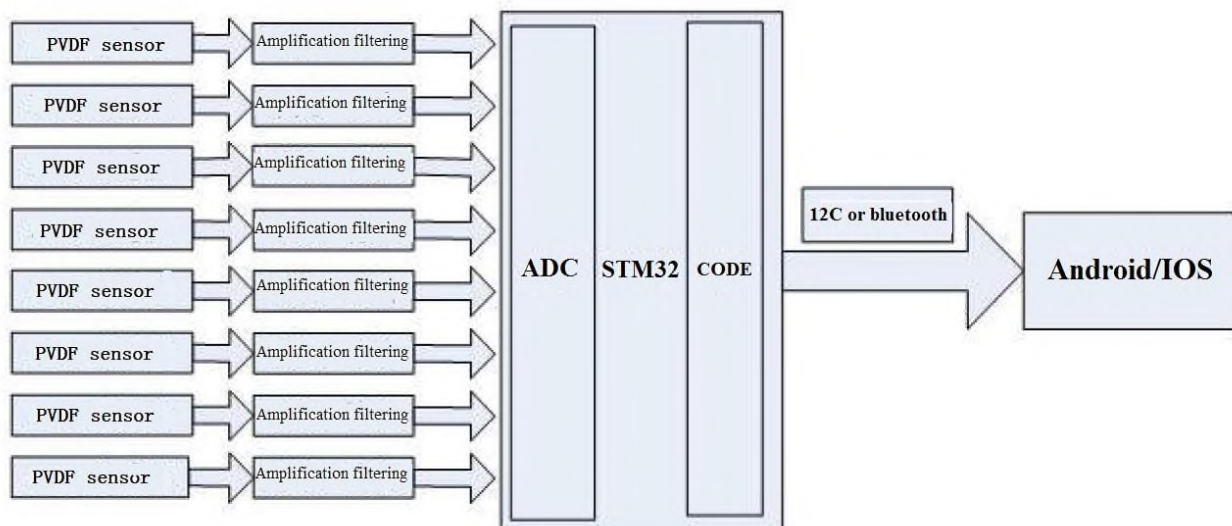 PVDF sensor
Amplification filtering
PVDF sensor
Amplification filtering
PVDF sensor
Amplification filtering
PVDF sensor
Amplification filtering
PVDF sensor
Amplification filtering
PVDF sensor
Amplification filtering
PVDF sensor
Amplification filtering
PVDF sensor
Amplification filtering
ADC
STM32
CODE
12C or bluetooth
Android/IOS